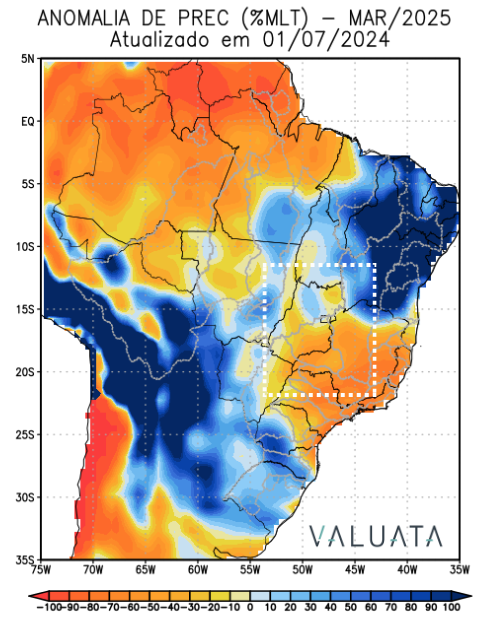 ANOMALIA DE PREC (%MLT) – MAR/2025
Atualizado em 01/07/2024
5N
EQ
5S
10S
15S
20S
25S
30S
35S
VALUATA
75W 70W 65W 60W 55W 50W 45W 40W 35W
-100 -90 -80 -70 -60 -50 -40 -30 -20 -10 0 10 20 30 40 50 60 70 80 90 100